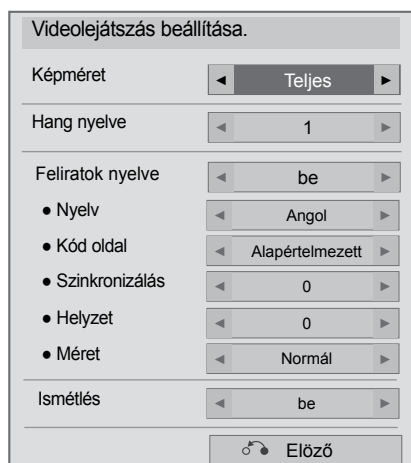 Videolejátszás beállítása.
Képméret ◄ Teljes ►
Hang nyelve ◄ 1 ►
Feliratok nyelve ◄ be ►
● Nyelv ◄ Angol ►
● Kód oldal ◄ Alapértelmezett ►
● Szinkronizálás ◄ 0 ►
● Helyzet ◄ 0 ►
● Méret ◄ Normál ►
Ismétlés ◄ be ►
Elöző